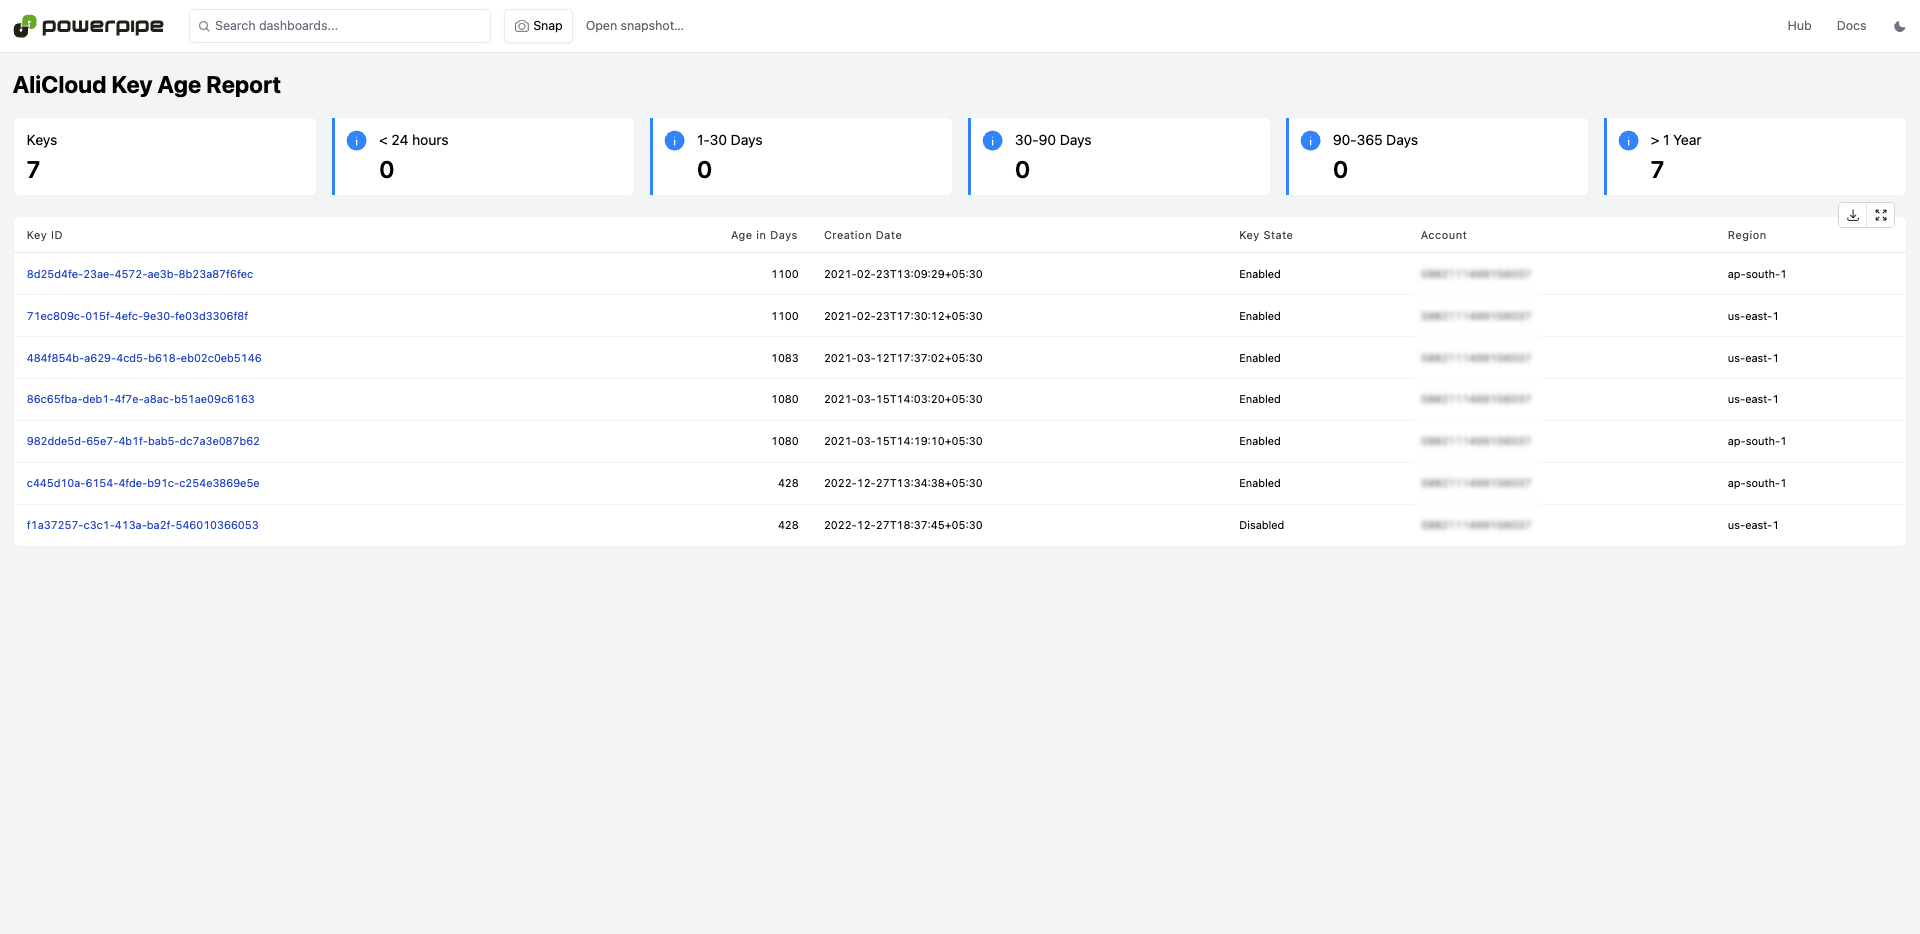 powerpipe Search dashboards... Snap Open snapshot... Hub Docs
AliCloud Key Age Report
Keys < 24 hours 1-30 Days 30-90 Days 90-365 Days > 1 Year
7 0 0 0 0 7
Key ID Age in Days Creation Date Key State Account Region
8d25d4fe-23ae-4572-ae3b-8b23a87f6fec 1100 2021-02-23T13:09:29+05:30 Enabled ap-south-1
71ec809c-015f-4efc-9e30-fe03d3306f8f 1100 2021-02-23T17:30:12+05:30 Enabled us-east-1
484f854b-a629-4cd5-b618-eb02c0eb5146 1083 2021-03-12T17:37:02+05:30 Enabled us-east-1
86c65fba-deb1-4f7e-a8ac-b51ae09c6163 1080 2021-03-15T14:03:20+05:30 Enabled us-east-1
982dde5d-65e7-4b1f-bab5-dc7a3e087b62 1080 2021-03-15T14:19:10+05:30 Enabled ap-south-1
c445d10a-6154-4fde-b91c-c254e3869e5e 428 2022-12-27T13:34:38+05:30 Enabled ap-south-1
f1a37257-c3c1-413a-ba2f-546010366053 428 2022-12-27T18:37:45+05:30 Disabled us-east-1